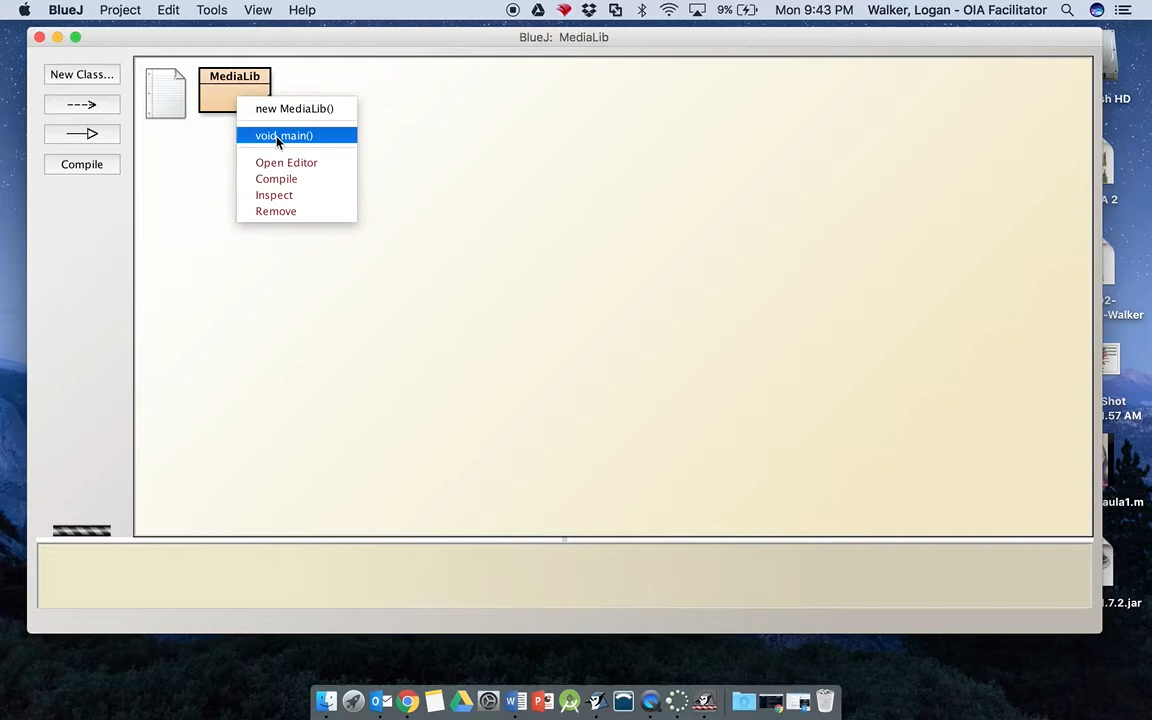 BlueJ Project Edit Tools View Help 9% Mon 9:43 PM Walker, Logan - OIA Facilitator
BlueJ: MediaLib
New Class...
MediaLib
new MediaLib()
void main()
Compile
Open Editor
Compile
Inspect
Remove
sh HD
A 2
-Walker
Shot
1.57 AM
aula1.m
1.7.2.jar